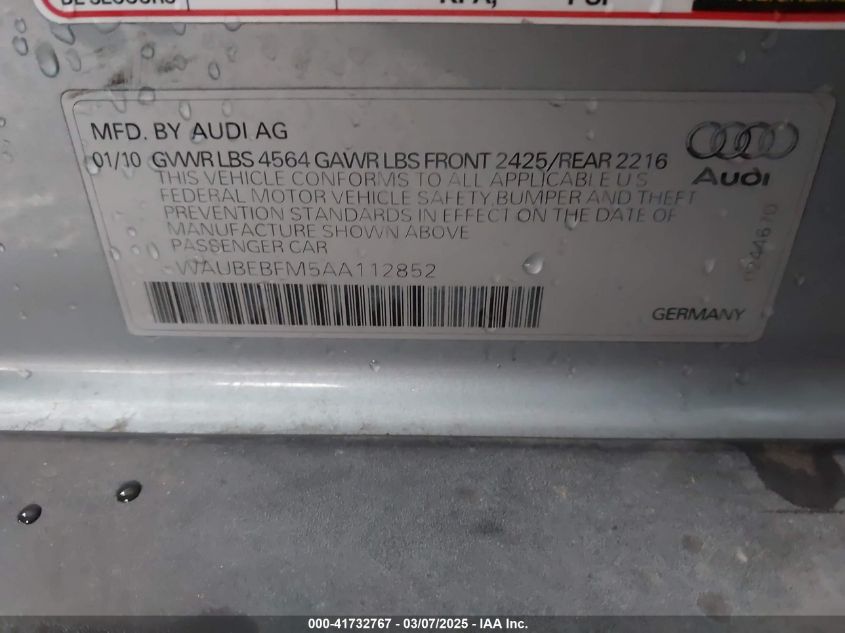 MFD. BY AUDI AG
01/10 GVWR LBS 4564 GAWR LBS FRONT 2425/REAR 2216
THIS VEHICLE CONFORMS TO ALL APPLICABLE U S
FEDERAL MOTOR VEHICLE SAFETY, BUMPER AND THEFT
PREVENTION STANDARDS IN EFFECT ON THE DATE OF
MANUFACTURE SHOWN ABOVE
PASSENGER CAR
WAUBEBFM5AA112852
Audi
GERMANY
000-41732767 - 03/07/2025 - IAA Inc.